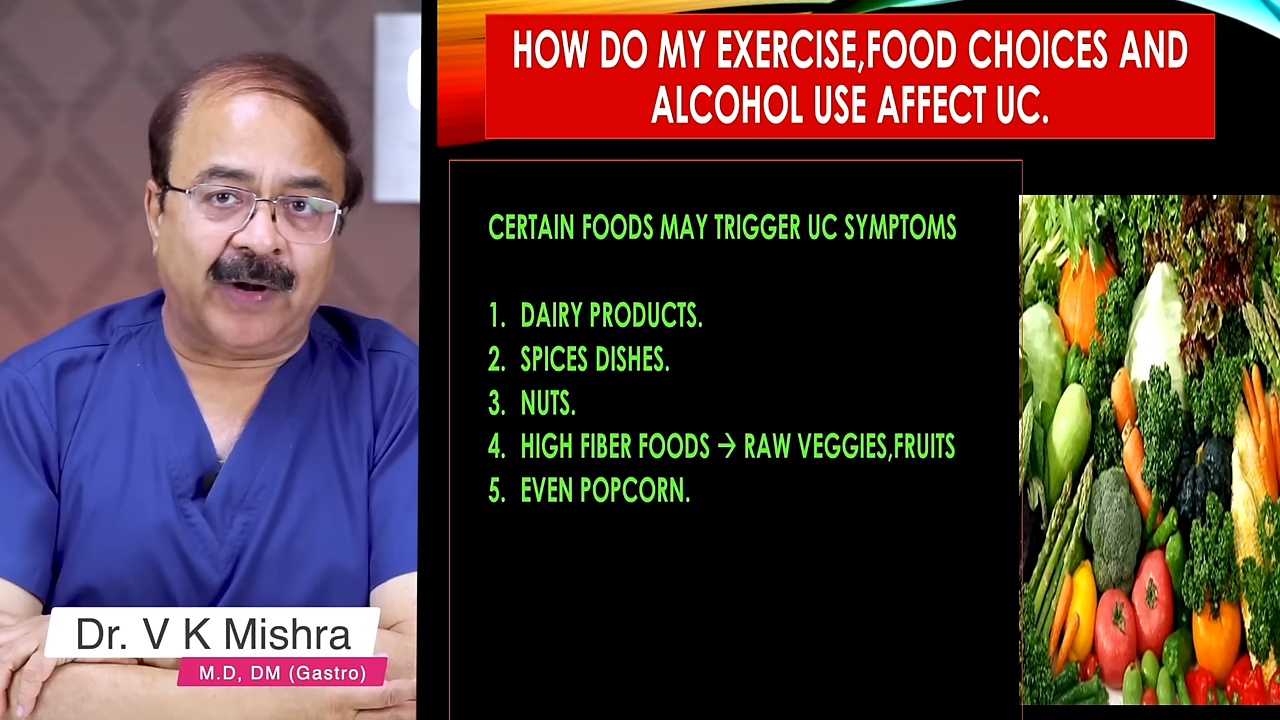 HOW DO MY EXERCISE,FOOD CHOICES AND
ALCOHOL USE AFFECT UC.
CERTAIN FOODS MAY TRIGGER UC SYMPTOMS
1. DAIRY PRODUCTS.
2. SPICES DISHES.
3. NUTS.
4. HIGH FIBER FOODS → RAW VEGGIES,FRUITS
5. EVEN POPCORN.
Dr. V K Mishra
M.D, DM (Gastro)